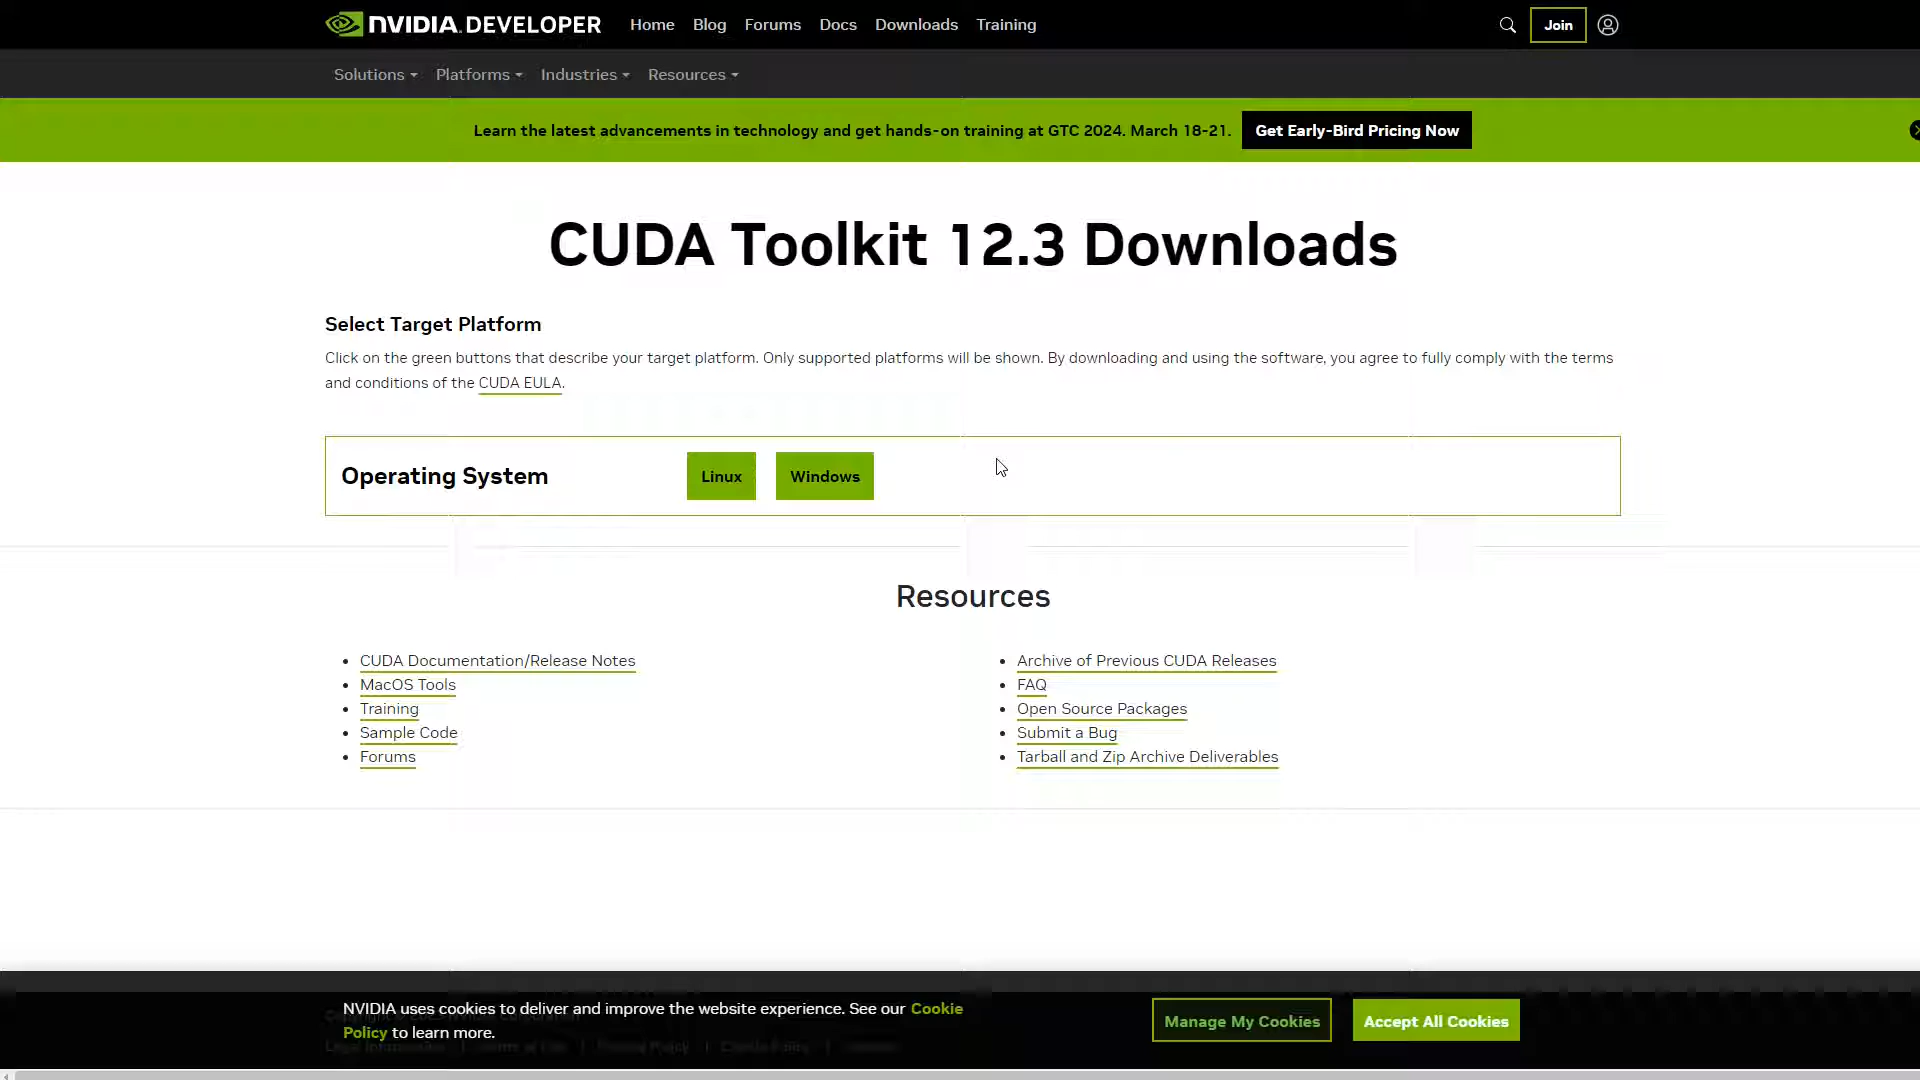 NVIDIA. DEVELOPER Home Blog Forums Docs Downloads Training Join
Solutions Platforms Industries Resources
Learn the latest advancements in technology and get hands-on training at GTC 2024. March 18-21. Get Early-Bird Pricing Now
CUDA Toolkit 12.3 Downloads
Select Target Platform
Click on the green buttons that describe your target platform. Only supported platforms will be shown. By downloading and using the software, you agree to fully comply with the terms
and conditions of the CUDA EULA.
Operating System Linux Windows
Resources
CUDA Documentation/Release Notes
MacOS Tools
Training
Sample Code
Forums
Archive of Previous CUDA Releases
FAQ
Open Source Packages
Submit a Bug
Tarball and Zip Archive Deliverables
NVIDIA uses cookies to deliver and improve the website experience. See our Cookie
Policy to learn more.
Manage My Cookies Accept All Cookies